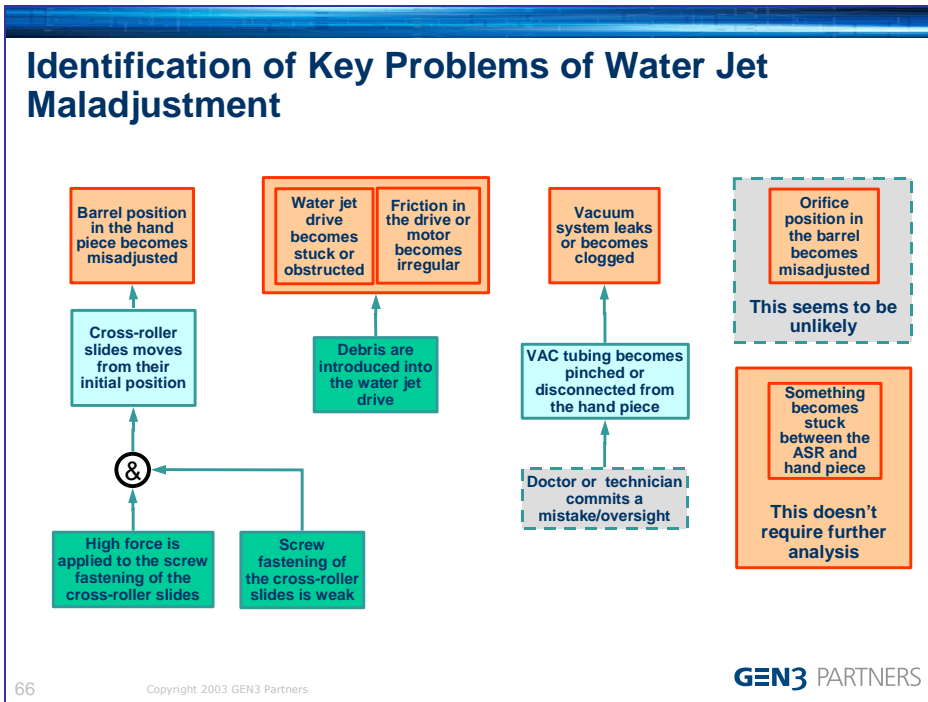 Identification of Key Problems of Water Jet
Maladjustment
Barrel position
in the hand
piece becomes
misadjusted
Water jet
drive
becomes
stuck or
obstructed
Friction in
the drive or
motor
becomes
irregular
Vacuum
system leaks
or becomes
clogged
Orifice
position in
the barrel
becomes
misadjusted
This seems to be
unlikely
Cross-roller
slides moves
from their
initial position
Debris are
introduced into
the water jet
drive
VAC tubing becomes
pinched or
disconnected from
the hand piece
Something
becomes
stuck
between the
ASR and
hand piece
This doesn't
require further
analysis
&
Doctor or technician
commits a
mistake/oversight
High force is
applied to the screw
fastening of the
cross-roller slides
Screw
fastening of
the cross-roller
slides is weak
66
Copyright 2003 GEN3 Partners
GEN3 PARTNERS